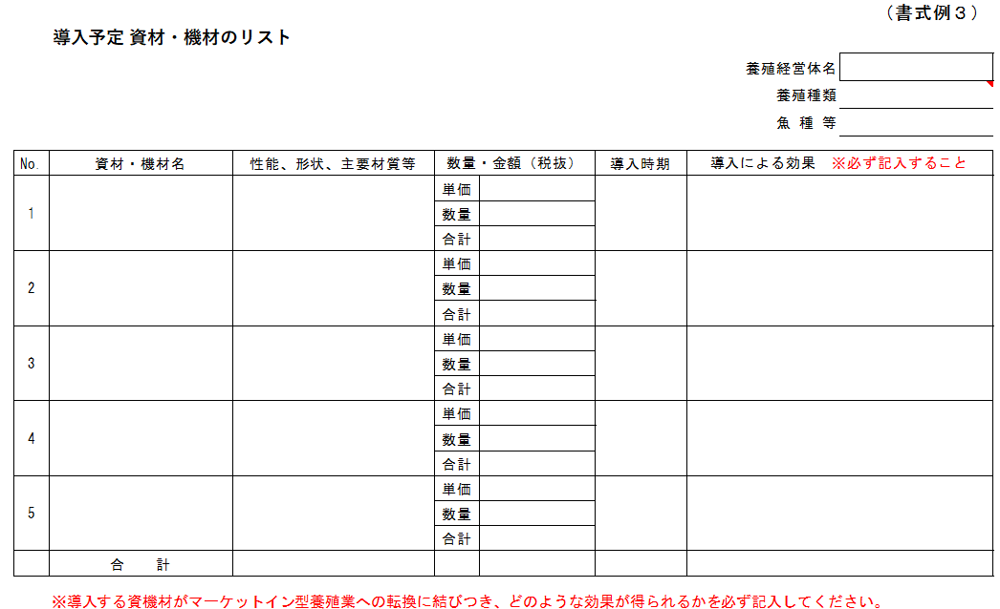 （書式例３）
導入予定 資材・機材のリスト
養殖経営体名
養殖種類
魚 種 等
No. 資材・機材名 性能、形状、主要材質等 数量・金額（税抜） 導入時期 導入による効果 ※必ず記入すること
1 単価
数量
合計
2 単価
数量
合計
3 単価
数量
合計
4 単価
数量
合計
5 単価
数量
合計
合 計
※導入する資機材がマーケットイン型養殖業への転換に結びつき、どのような効果が得られるかを必ず記入してください。